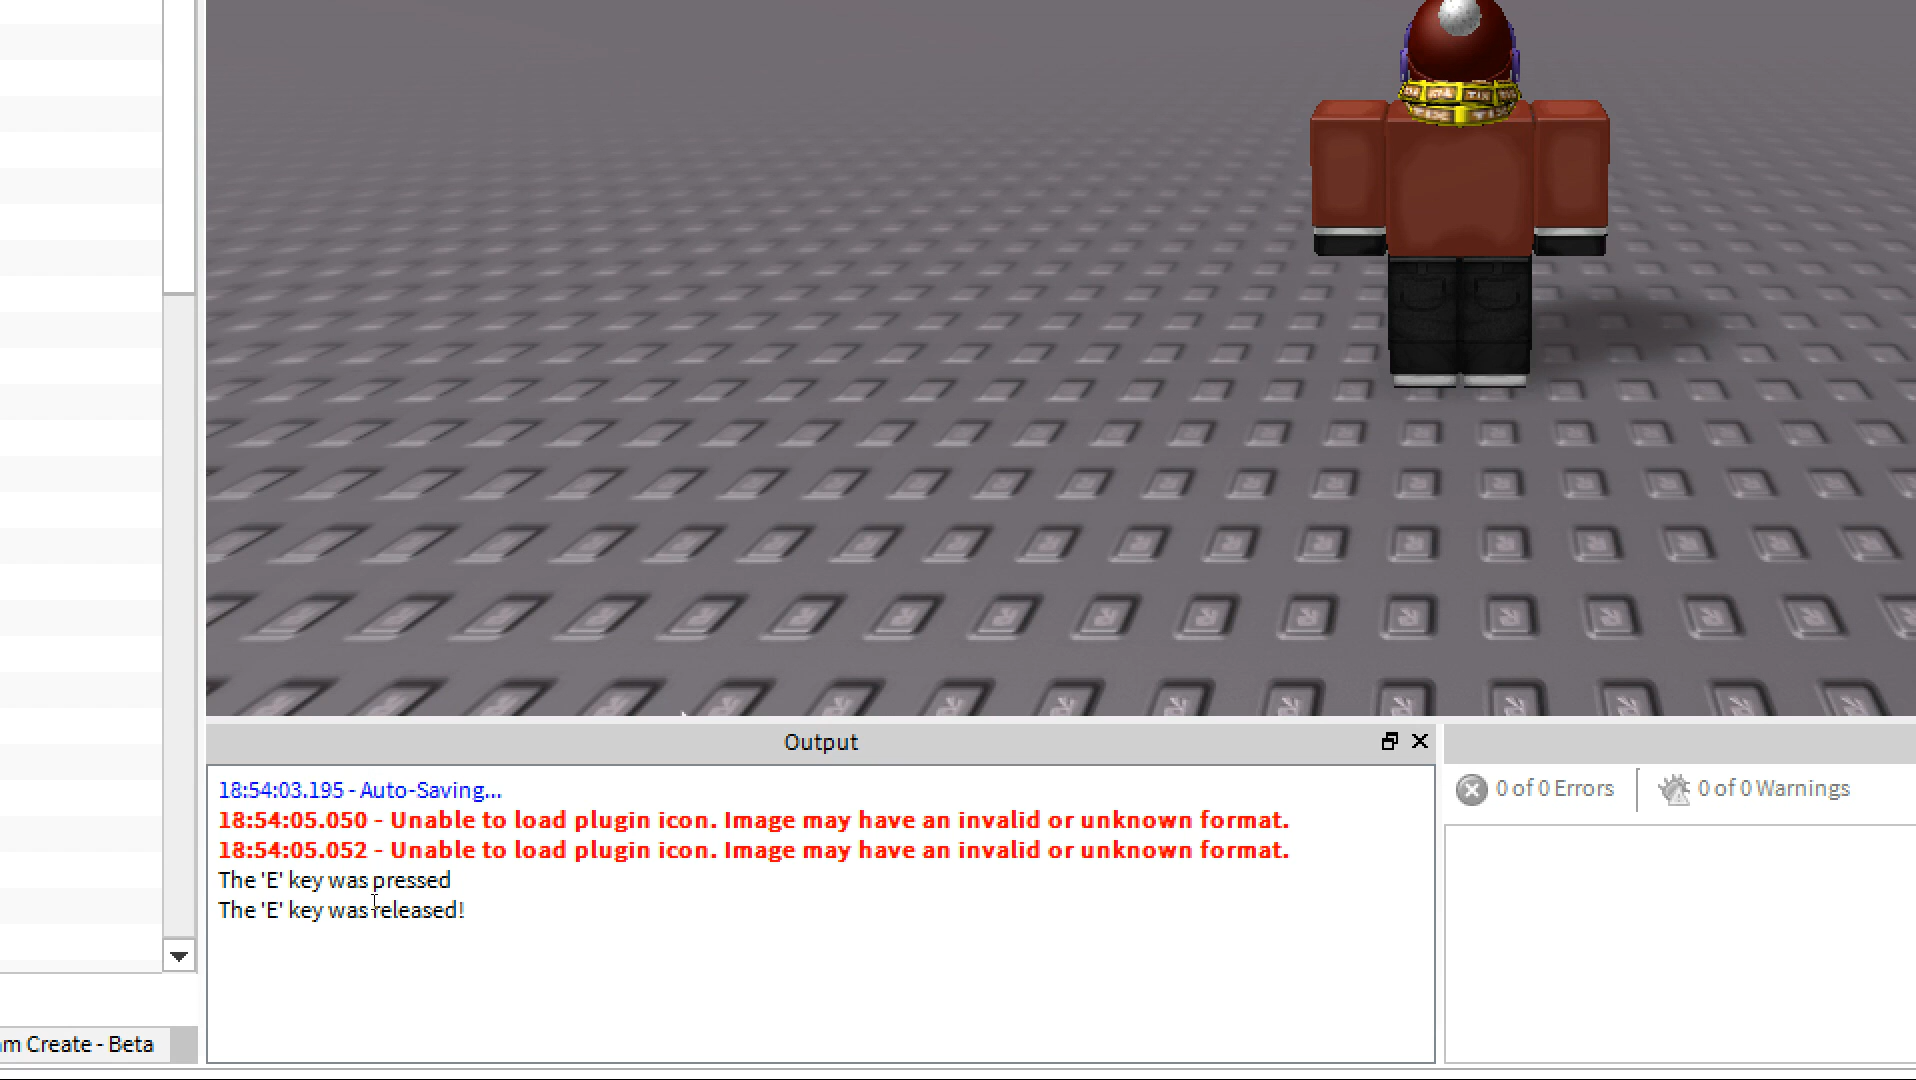 Output
18:54:03.195 - Auto-Saving...
18:54:05.050 - Unable to load plugin icon. Image may have an invalid or unknown format.
18:54:05.052 - Unable to load plugin icon. Image may have an invalid or unknown format.
The 'E' key was pressed
The 'E' key was released!
0 of 0 Errors
0 of 0 Warnings
m Create - Beta